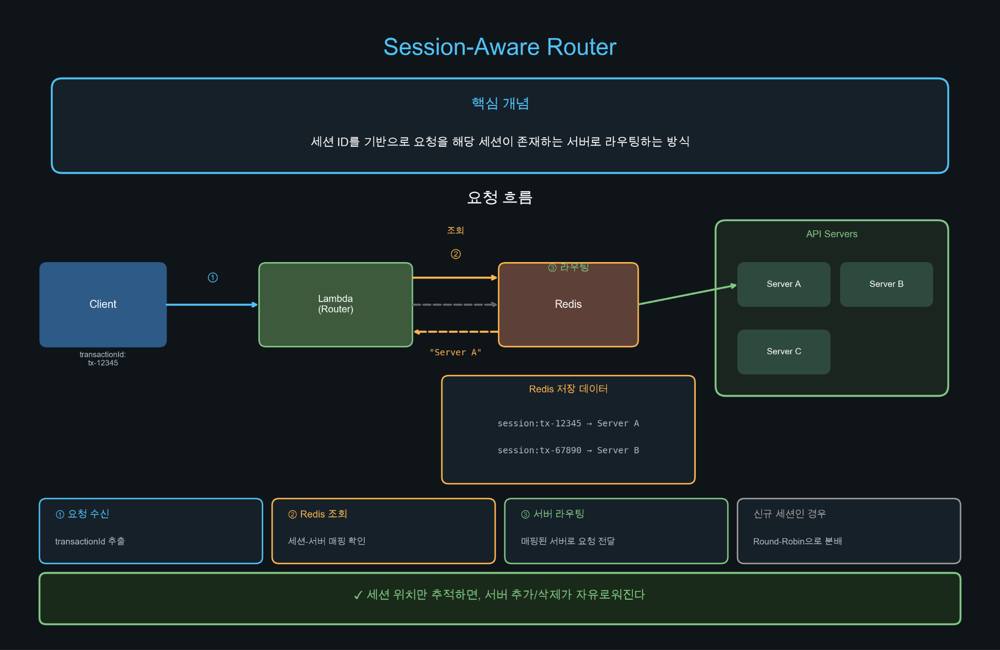 Session-Aware Router
핵심 개념
세션 ID를 기반으로 요청을 해당 세션이 존재하는 서버로 라우팅하는 방식
요청 흐름
조회
②
①
③ 라우팅
Client
transactionId:
tx-12345
Lambda
(Router)
Redis
"Server A"
API Servers
Server A
Server B
Server C
Redis 저장 데이터
session:tx-12345 → Server A
session:tx-67890 → Server B
① 요청 수신
transactionId 추출
② Redis 조회
세션-서버 매핑 확인
③ 서버 라우팅
매핑된 서버로 요청 전달
신규 세션인 경우
Round-Robin으로 분배
✓ 세션 위치만 추적하면, 서버 추가/삭제가 자유로워진다